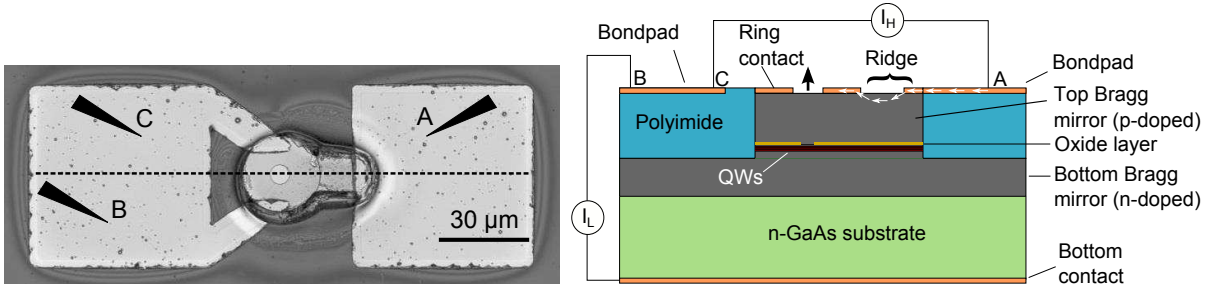 C
A
B
30 μm
I_H
Bondpad
Ring
contact
Ridge
B
C
A
Bondpad
Polyimide
Top Bragg
mirror (p-doped)
Oxide layer
QWs
Bottom Bragg
mirror (n-doped)
I_L
n-GaAs substrate
Bottom
contact